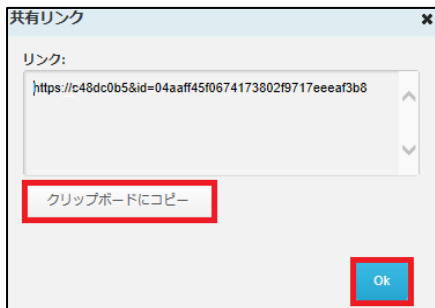 共有リンク
リンク:
https://c48dc0b5&id=04aaff45f0674173802f9717eeeaf3b8
クリップボードにコピー
Ok